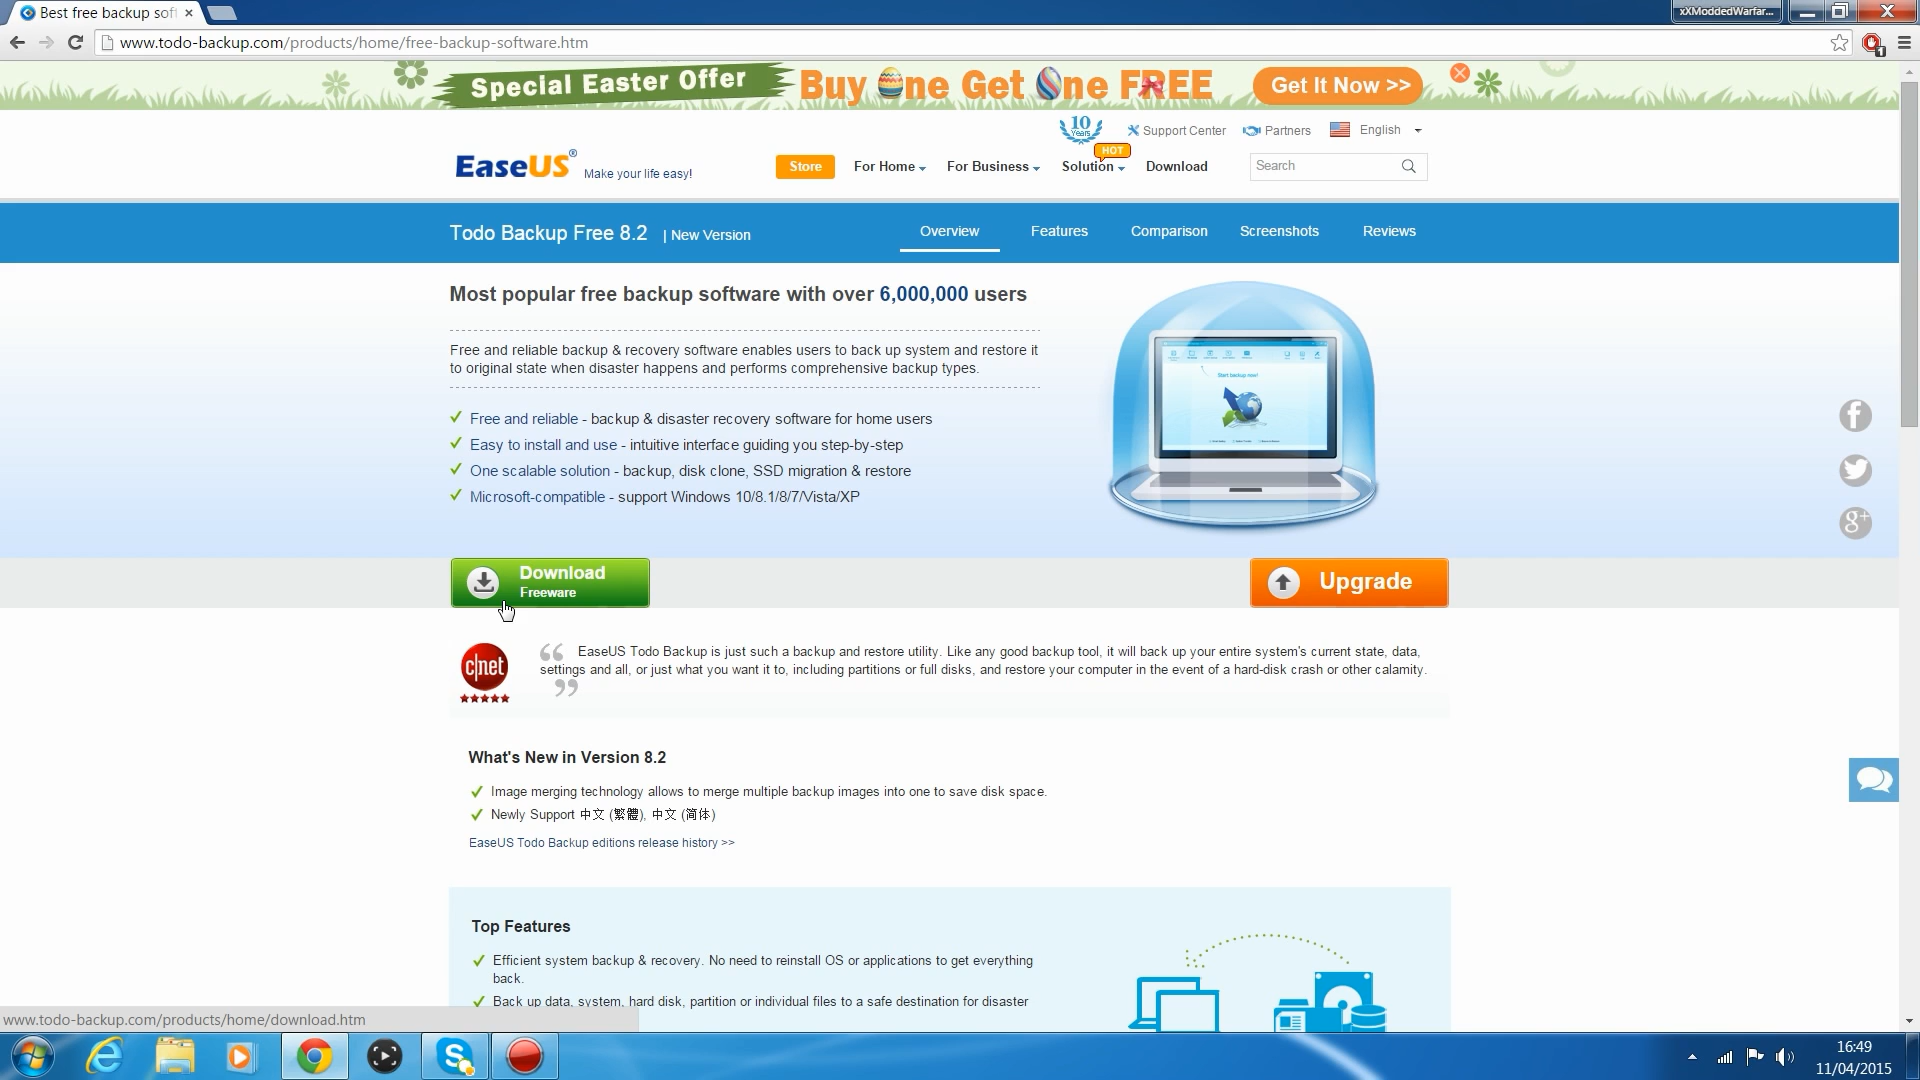 Best free backup soft
xXModdedWarfar...
www.todo-backup.com/products/home/free-backup-software.htm
1
Special Easter Offer
Buy One Get One FREE
Get It Now >>
10
Years
Support Center
Partners
English
HOT
EaseUS®
Make your life easy!
Store
For Home
For Business
Solution
Download
Search
Todo Backup Free 8.2 | New Version
Overview
Features
Comparison
Screenshots
Reviews
Most popular free backup software with over 6,000,000 users
Free and reliable backup & recovery software enables users to back up system and restore it
to original state when disaster happens and performs comprehensive backup types.
Start backup now!
Free and reliable - backup & disaster recovery software for home users
Easy to install and use - intuitive interface guiding you step-by-step
One scalable solution - backup, disk clone, SSD migration & restore
Microsoft-compatible - support Windows 10/8.1/8/7/Vista/XP
f
g+
Download
Freeware
Upgrade
c|net
“ EaseUS Todo Backup is just such a backup and restore utility. Like any good backup tool, it will back up your entire system's current state, data,
settings and all, or just what you want it to, including partitions or full disks, and restore your computer in the event of a hard-disk crash or other calamity.
”
What's New in Version 8.2
Image merging technology allows to merge multiple backup images into one to save disk space.
Newly Support 中文 (繁體), 中文 (简体)
EaseUS Todo Backup editions release history >>
Top Features
Efficient system backup & recovery. No need to reinstall OS or applications to get everything
back.
Back up data, system, hard disk, partition or individual files to a safe destination for disaster
www.todo-backup.com/products/home/download.htm
16:49
11/04/2015